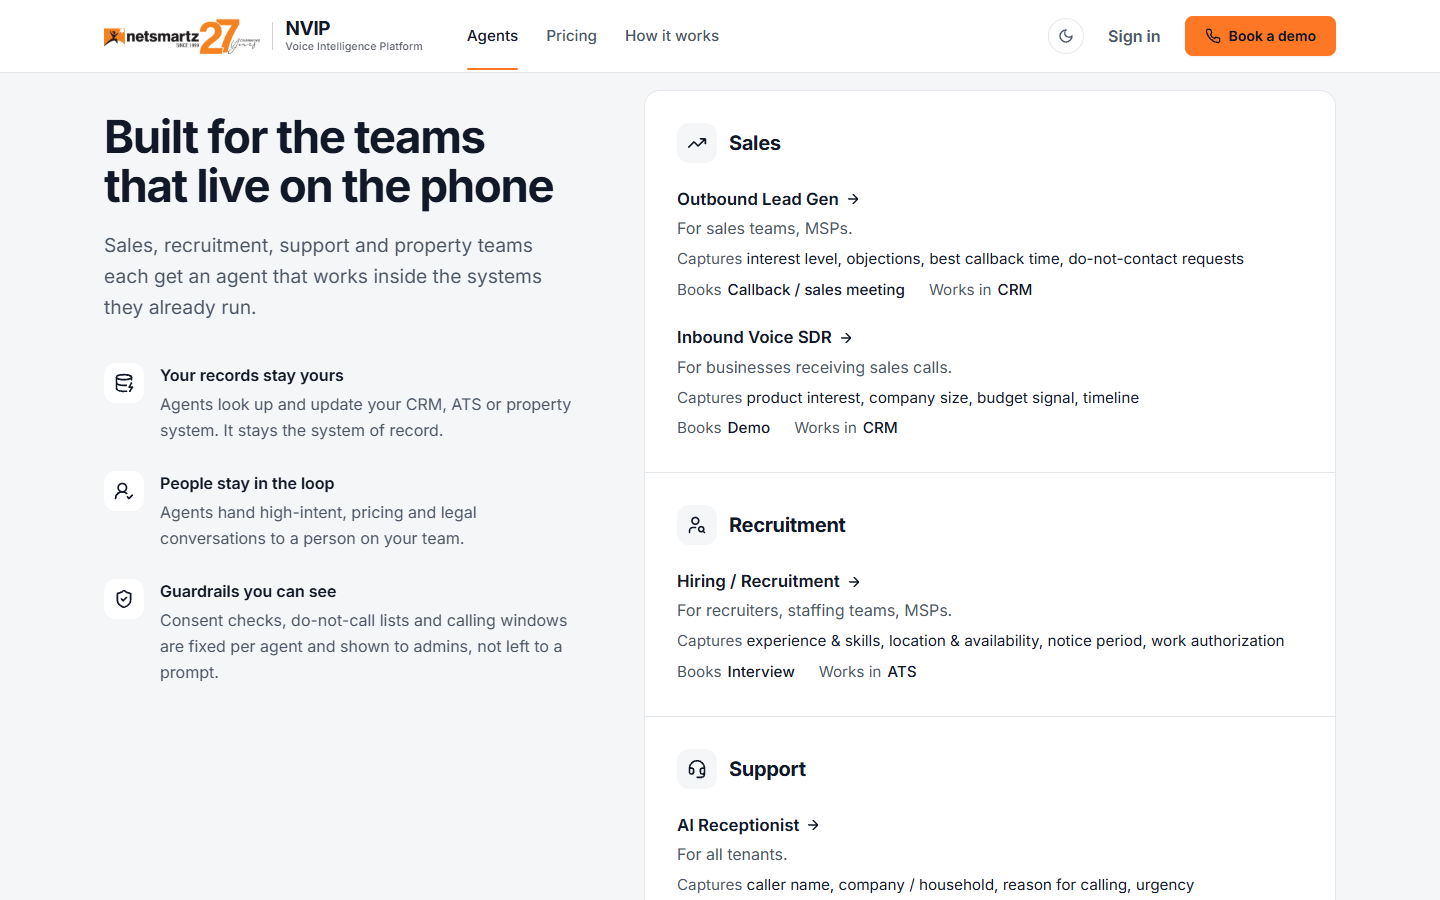 netsmartz
SINCE 1999
27
NVIP
Voice Intelligence Platform
Agents
Pricing
How it works
Sign in
Book a demo
Built for the teams
that live on the phone
Sales, recruitment, support and property teams
each get an agent that works inside the systems
they already run.
Your records stay yours
Agents look up and update your CRM, ATS or property
system. It stays the system of record.
People stay in the loop
Agents hand high-intent, pricing and legal
conversations to a person on your team.
Guardrails you can see
Consent checks, do-not-call lists and calling windows
are fixed per agent and shown to admins, not left to a
prompt.
Sales
Outbound Lead Gen →
For sales teams, MSPs.
Captures interest level, objections, best callback time, do-not-contact requests
Books Callback / sales meeting Works in CRM
Inbound Voice SDR →
For businesses receiving sales calls.
Captures product interest, company size, budget signal, timeline
Books Demo Works in CRM
Recruitment
Hiring / Recruitment →
For recruiters, staffing teams, MSPs.
Captures experience & skills, location & availability, notice period, work authorization
Books Interview Works in ATS
Support
AI Receptionist →
For all tenants.
Captures caller name, company / household, reason for calling, urgency